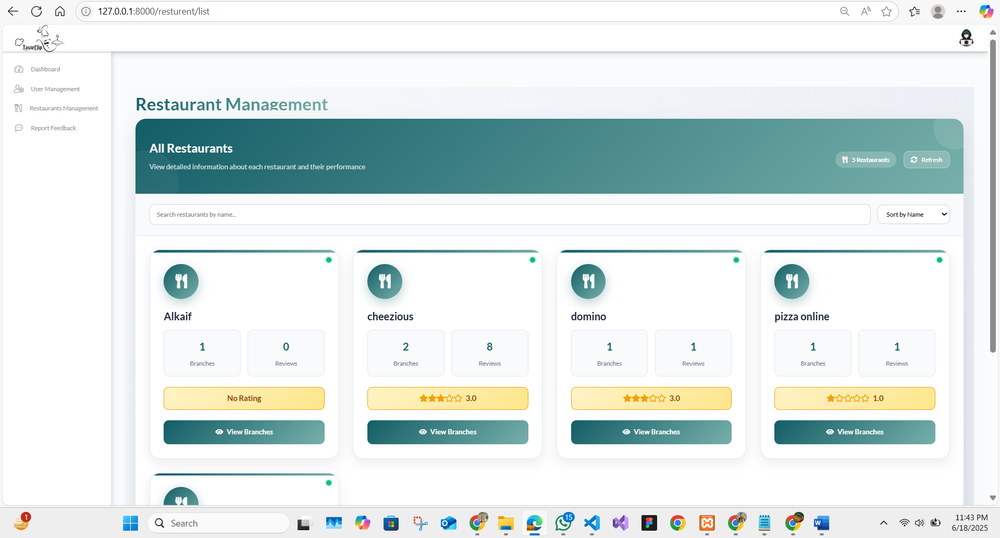 127.0.0.1:8000/resturent/list
TasteClip
Dashboard
User Management
Restaurants Management
Report Feedback
Restaurant Management
All Restaurants
View detailed information about each restaurant and their performance
5 Restaurants
Refresh
Search restaurants by name...
Sort by Name
Alkaif
1
Branches
0
Reviews
No Rating
View Branches
cheezious
2
Branches
8
Reviews
3.0
View Branches
domino
1
Branches
1
Reviews
3.0
View Branches
pizza online
1
Branches
1
Reviews
1.0
View Branches
1
Search
15
11:43 PM
6/18/2025